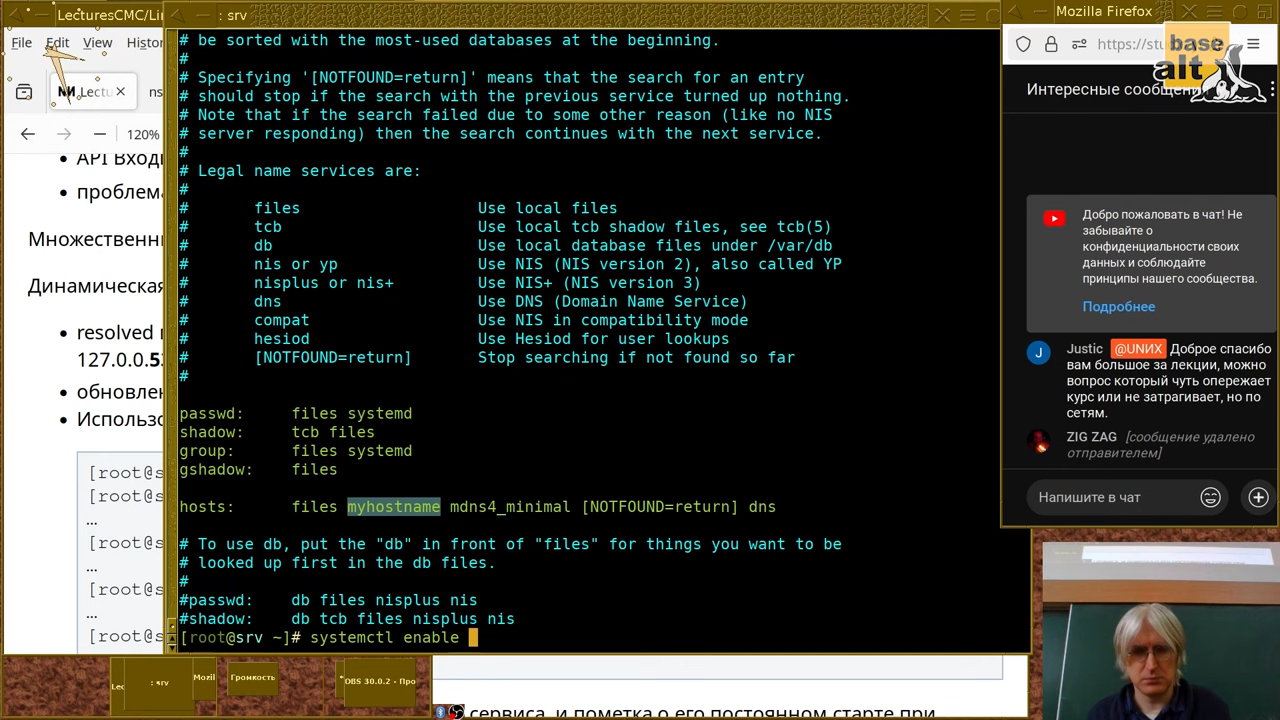 LecturesCMC/Li
: srv
Mozilla Firefox
File Edit View Histor
Lectu
ns
120%
https://stu
base
alt
Интересные сообщен
• API Вход
• проблема
Множественн
Динамическая
• resolved
127.0.0.5
• обновлен
• Использо
[root@s
[root@
…
[root@s
…
[root@s
…
[root@s
# be sorted with the most-used databases at the beginning.
#
# Specifying '[NOTFOUND=return]' means that the search for an entry
# should stop if the search with the previous service turned up nothing.
# Note that if the search failed due to some other reason (like no NIS
# server responding) then the search continues with the next service.
#
# Legal name services are:
#
# files Use local files
# tcb Use local tcb shadow files, see tcb(5)
# db Use local database files under /var/db
# nis or yp Use NIS (NIS version 2), also called YP
# nisplus or nis+ Use NIS+ (NIS version 3)
# dns Use DNS (Domain Name Service)
# compat Use NIS in compatibility mode
# hesiod Use Hesiod for user lookups
# [NOTFOUND=return] Stop searching if not found so far
#
passwd: files systemd
shadow: tcb files
group: files systemd
gshadow: files
hosts: files myhostname mdns4_minimal [NOTFOUND=return] dns
# To use db, put the "db" in front of "files" for things you want to be
# looked up first in the db files.
#
#passwd: db files nisplus nis
#shadow: db tcb files nisplus nis
[root@srv ~]# systemctl enable
Добро пожаловать в чат! Не
забывайте о
конфиденциальности своих
данных и соблюдайте
принципы нашего сообщества.
Подробнее
J
Justic @UNИX Доброе спасибо
вам большое за лекции, можно
вопрос который чуть опережает
курс или не затрагивает, но по
сетям.
ZIG ZAG [сообщение удалено
отправителем]
Напишите в чат
Lec
: srv
Mozil
Громкость
OBS 30.0.2 - Про
сервиса, и пометка о его постоянном старте при